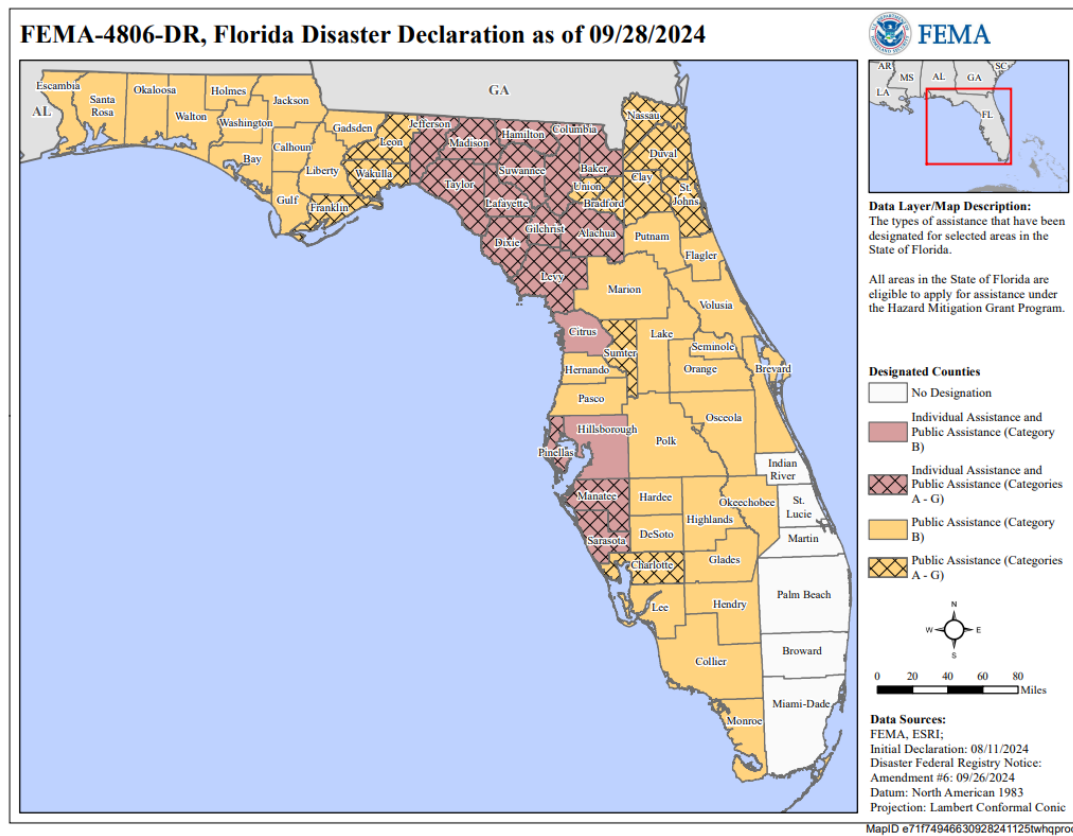 FEMA-4806-DR, Florida Disaster Declaration as of 09/28/2024
FEMA
AR
SC
MS
AL
GA
LA
FL
GA
AL
Escambia
Santa
Rosa
Okaloosa
Walton
Holmes
Washington
Bay
Jackson
Calhoun
Gulf
Liberty
Gadsden
Franklin
Leon
Wakulla
Jefferson
Madison
Taylor
Hamilton
Suwannee
Lafayette
Dixie
Columbia
Baker
Union
Bradford
Gilchrist
Alachua
Levy
Nassau
Duval
Clay
St.
Johns
Putnam
Flagler
Marion
Volusia
Citrus
Sumter
Lake
Seminole
Orange
Brevard
Hernando
Pasco
Hillsborough
Pinellas
Polk
Osceola
Indian
River
Manatee
Hardee
Okeechobee
St.
Lucie
Highlands
DeSoto
Sarasota
Martin
Charlotte
Glades
Lee
Hendry
Palm Beach
Collier
Broward
Monroe
Miami-Dade
Data Layer/Map Description:
The types of assistance that have been
designated for selected areas in the
State of Florida.
All areas in the State of Florida are
eligible to apply for assistance under
the Hazard Mitigation Grant Program.
Designated Counties
No Designation
Individual Assistance and
Public Assistance (Category
B)
Individual Assistance and
Public Assistance (Categories
A - G)
Public Assistance (Category
B)
Public Assistance (Categories
A - G)
N
W
E
S
0 20 40 60 80
Miles
Data Sources:
FEMA, ESRI;
Initial Declaration: 08/11/2024
Disaster Federal Registry Notice:
Amendment #6: 09/26/2024
Datum: North American 1983
Projection: Lambert Conformal Conic
MapID e71f74946630928241125twhqprod